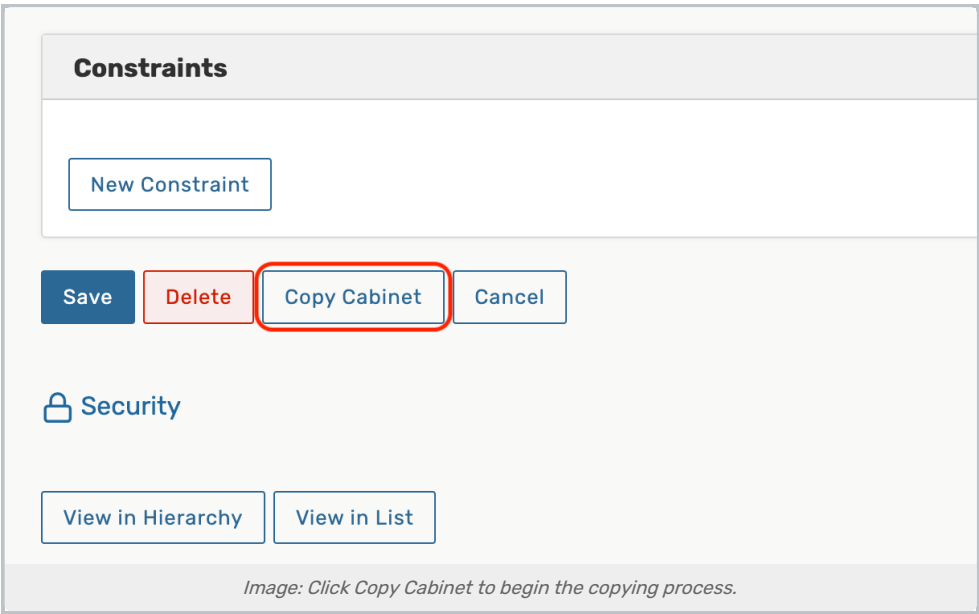 Constraints
New Constraint
Save Delete Copy Cabinet Cancel
Security
View in Hierarchy View in List
Image: Click Copy Cabinet to begin the copying process.